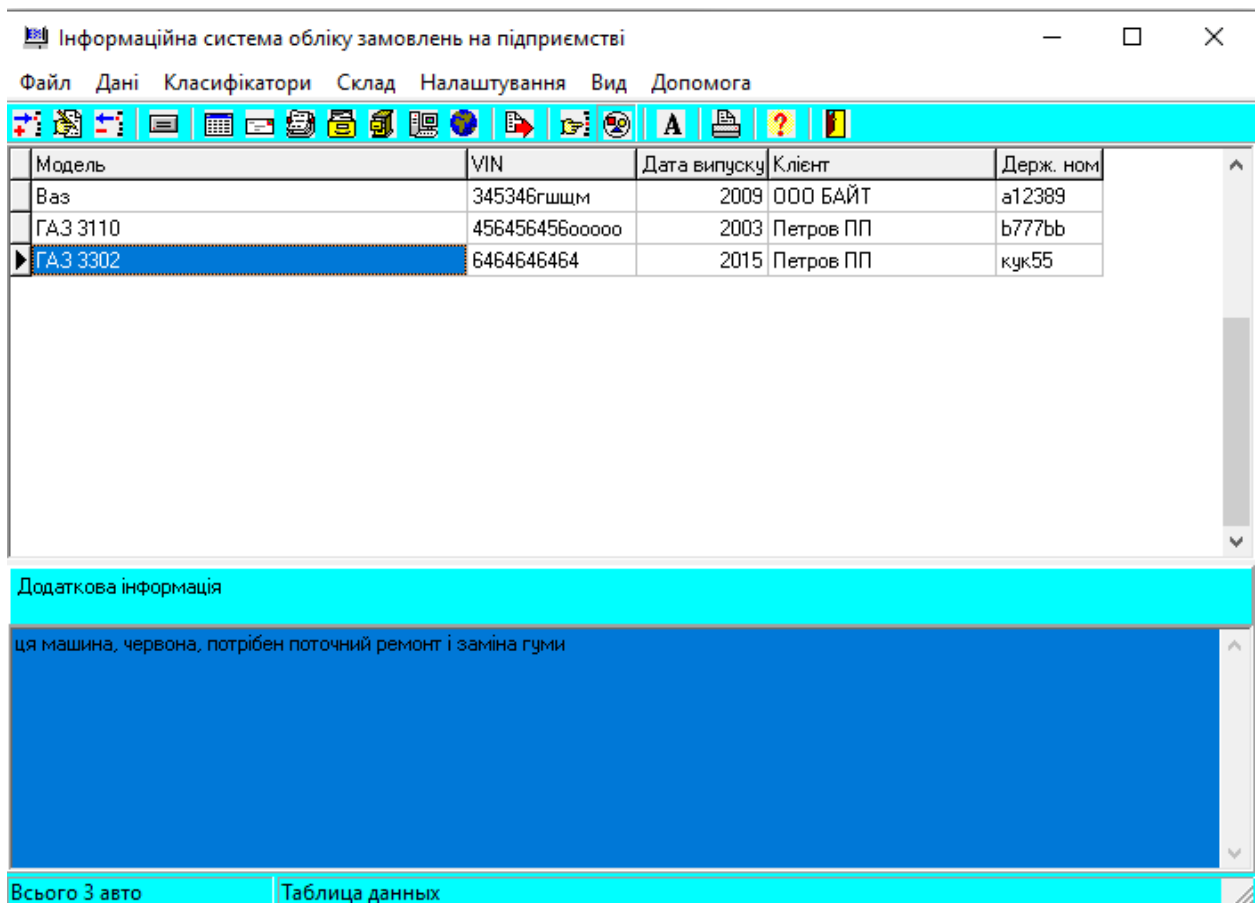 Інформаційна система обліку замовлень на підприємстві
Файл Дані Класифікатори Склад Налаштування Вид Допомога
A ?
Модель VIN Дата випуску Клієнт Держ. ном
Ваз 345346гшщм 2009 ООО БАЙТ а12389
ГАЗ 3110 456456456ооооо 2003 Петров ПП b777bb
ГАЗ 3302 6464646464 2015 Петров ПП кук55
Додаткова інформація
ця машина, червона, потрібен поточний ремонт і заміна гуми
Всього 3 авто Таблица данных